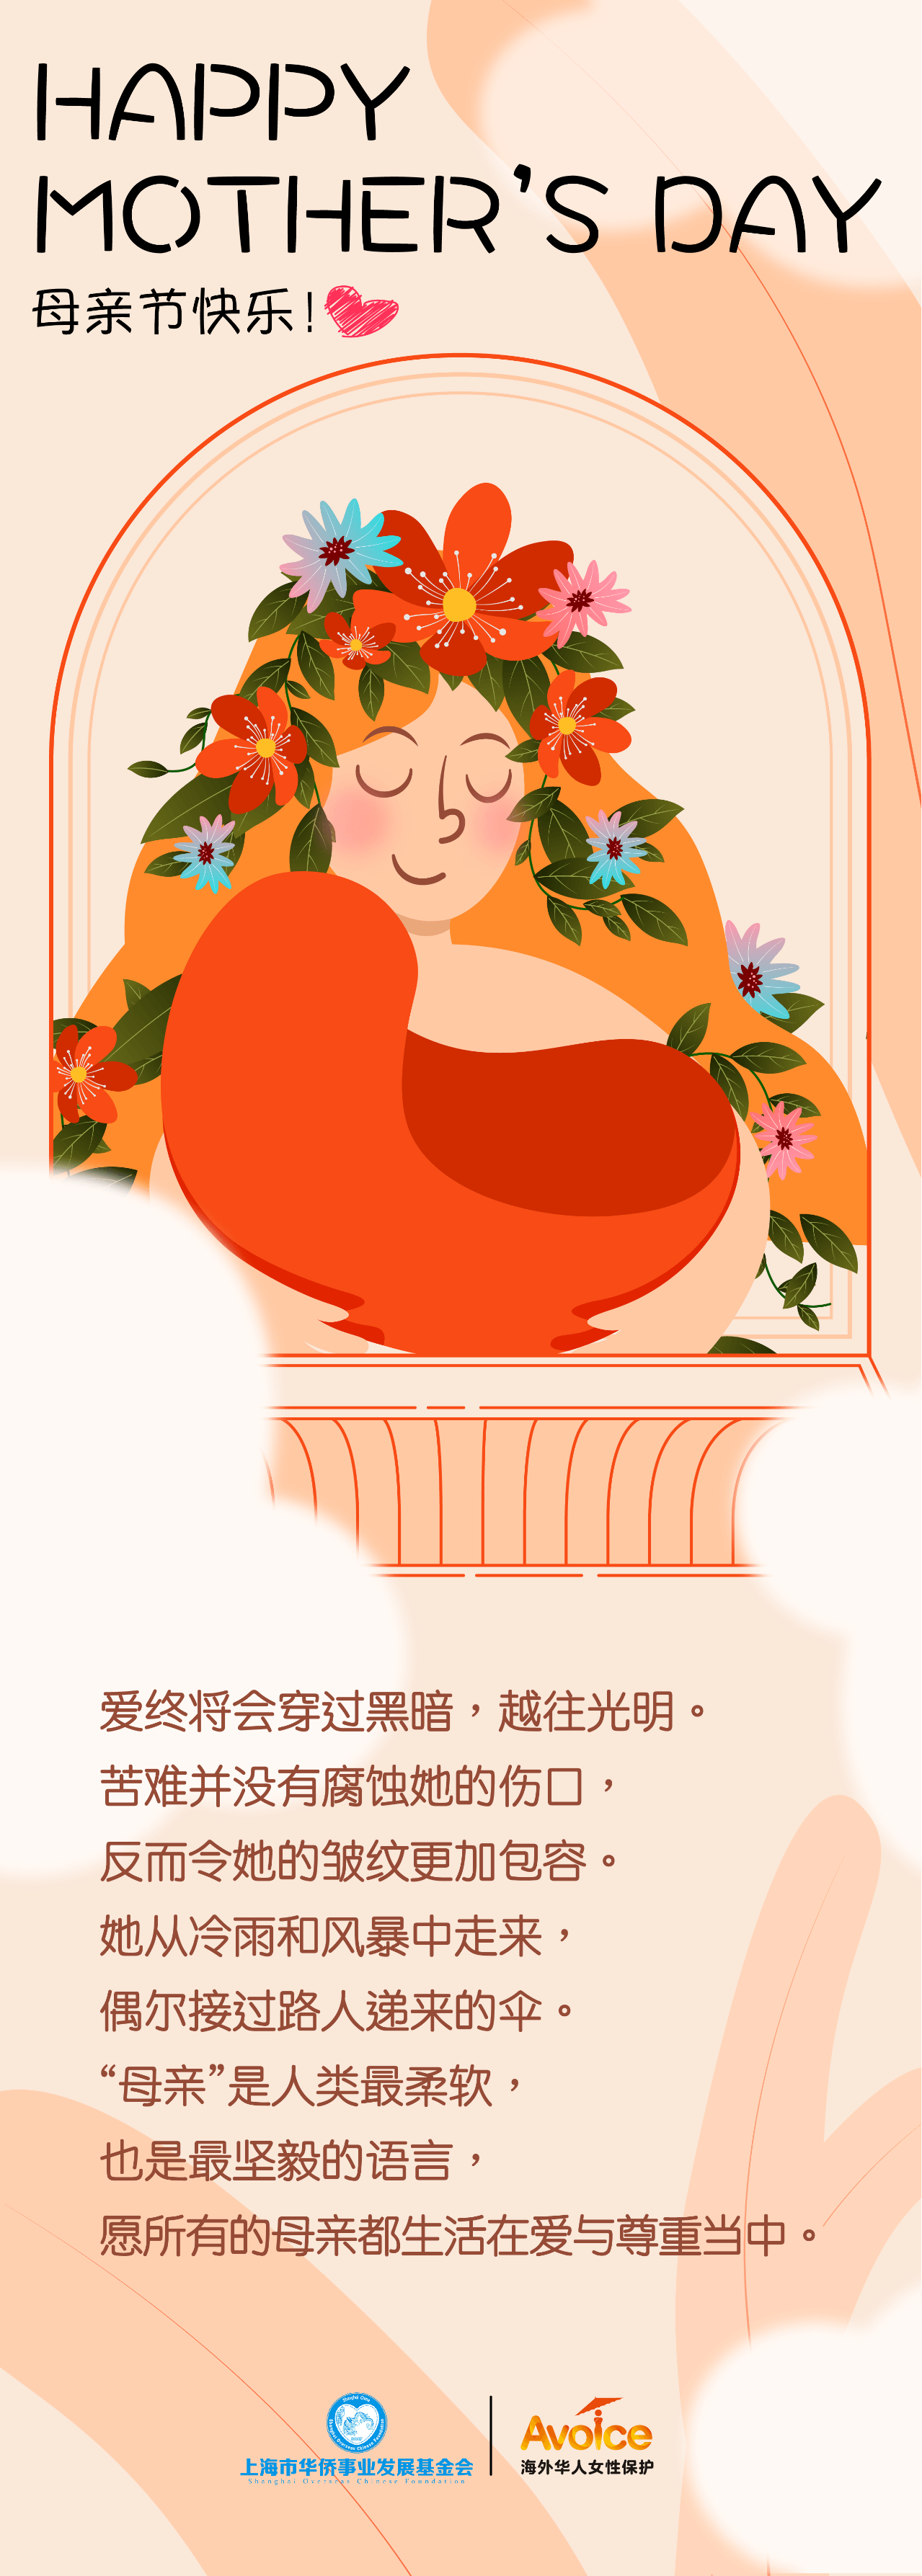 HAPPY
MOTHER'S DAY
母亲节快乐!
爱终将会穿过黑暗，越往光明。
苦难并没有腐蚀她的伤口，
反而令她的皱纹更加包容。
她从冷雨和风暴中走来，
偶尔接过路人递来的伞。
“母亲”是人类最柔软，
也是最坚毅的语言，
愿所有的母亲都生活在爱与尊重当中。
上海市华侨事业发展基金会
Shanghai Overseas Chinese Foundation
Avoice
海外华人女性保护